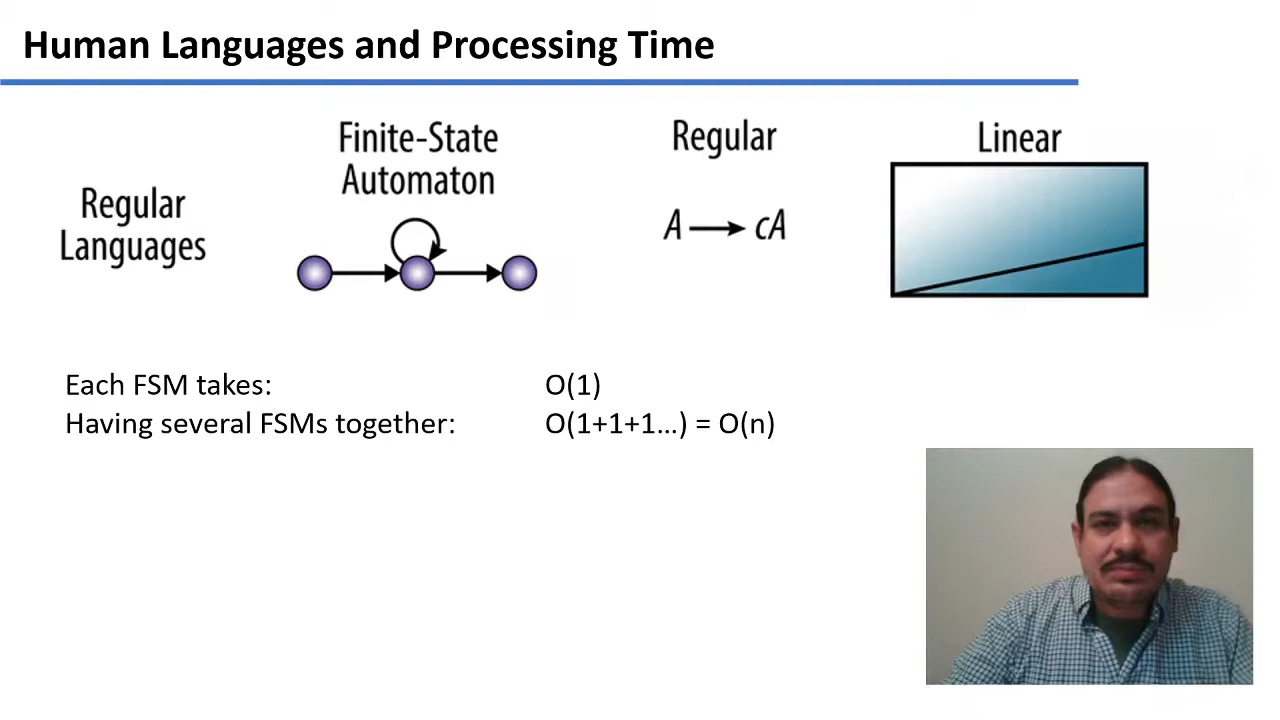 Human Languages and Processing Time
Finite-State
Automaton
Regular
Linear
Regular
Languages
A → cA
Each FSM takes: O(1)
Having several FSMs together: O(1+1+1...) = O(n)